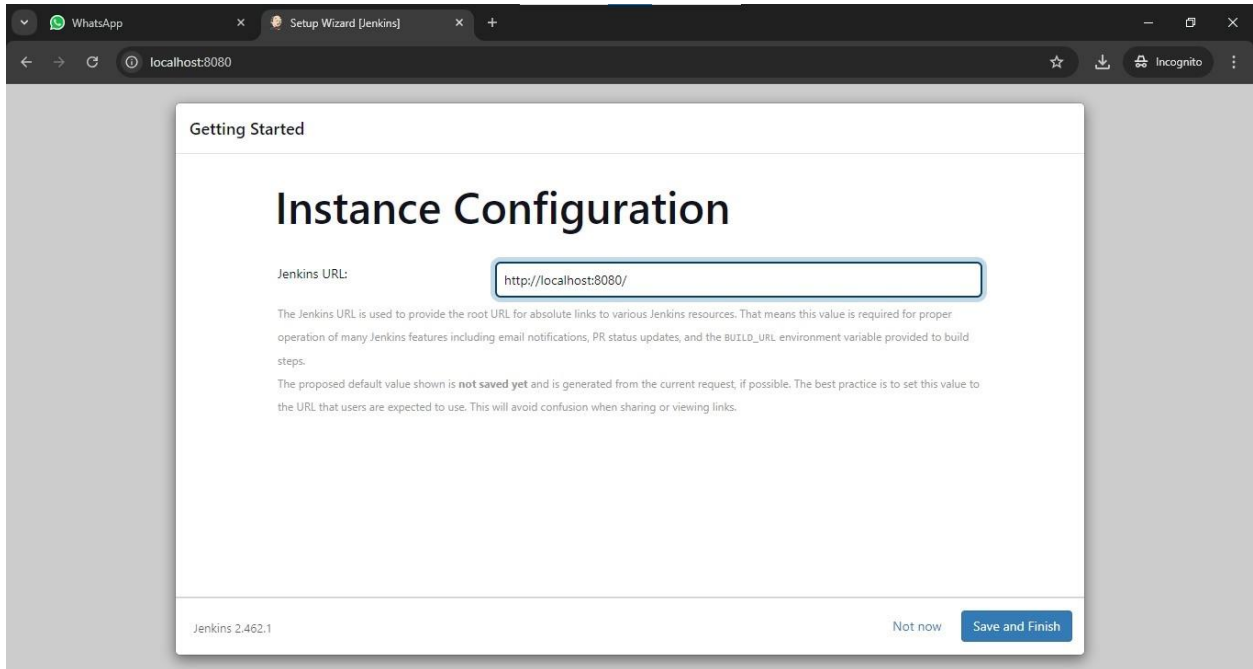 WhatsApp
Setup Wizard [Jenkins]
localhost:8080
Incognito
Getting Started
Instance Configuration
Jenkins URL:
http://localhost:8080/
The Jenkins URL is used to provide the root URL for absolute links to various Jenkins resources. That means this value is required for proper
operation of many Jenkins features including email notifications, PR status updates, and the BUILD_URL environment variable provided to build
steps.
The proposed default value shown is not saved yet and is generated from the current request, if possible. The best practice is to set this value to
the URL that users are expected to use. This will avoid confusion when sharing or viewing links.
Jenkins 2.462.1
Not now
Save and Finish